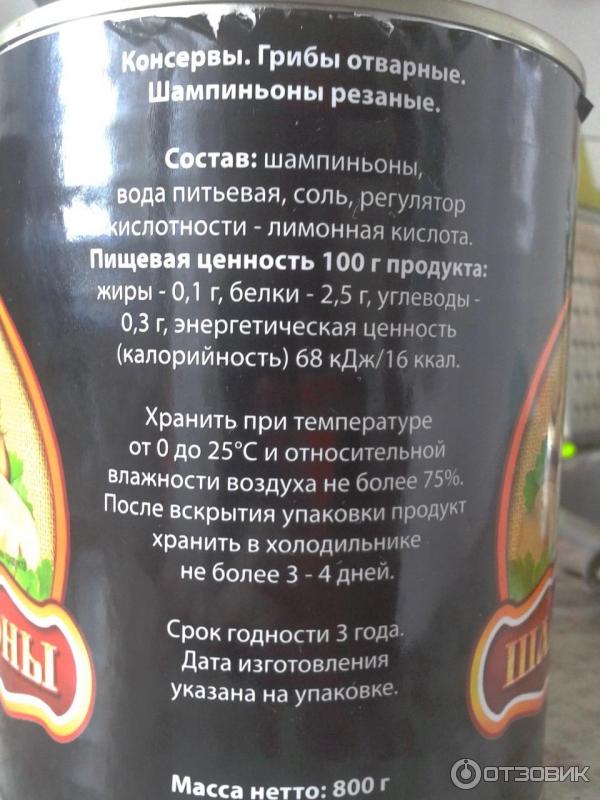 Консервы. Грибы отварные.
Шампиньоны резаные.
Состав: шампиньоны,
вода питьевая, соль, регулятор
кислотности - лимонная кислота.
Пищевая ценность 100 г продукта:
жиры - 0,1 г, белки - 2,5 г, углеводы -
0,3 г, энергетическая ценность
(калорийность) 68 кДж/16 ккал.
Хранить при температуре
от 0 до 25°С и относительной
влажности воздуха не более 75%.
После вскрытия упаковки продукт
хранить в холодильнике
не более 3 - 4 дней.
Срок годности 3 года.
Дата изготовления
указана на упаковке.
Масса нетто: 800 г
ОНЫ
ША
ОТЗОВИК